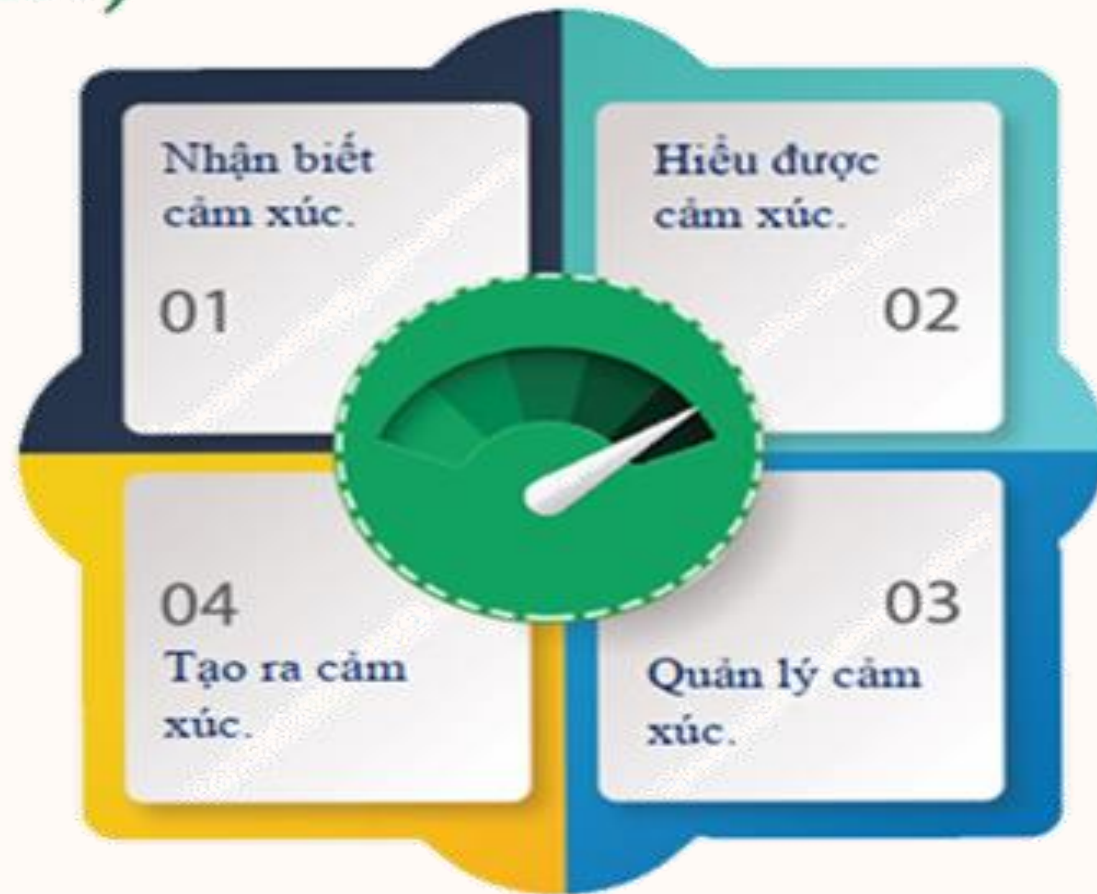 Nhận biết
cảm xúc.
01
Hiểu được
cảm xúc.
02
03
Quản lý cảm
xúc.
04
Tạo ra cảm
xúc.